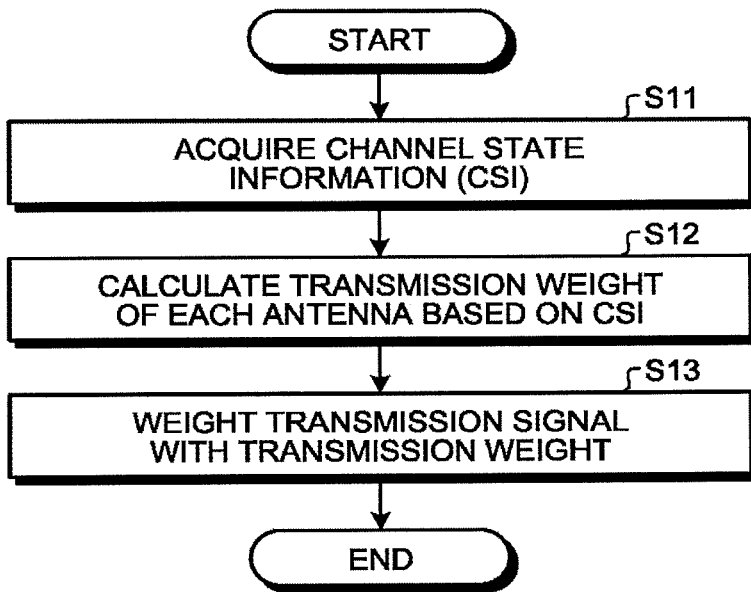 START
S11
ACQUIRE CHANNEL STATE
INFORMATION (CSI)
S12
CALCULATE TRANSMISSION WEIGHT
OF EACH ANTENNA BASED ON CSI
S13
WEIGHT TRANSMISSION SIGNAL
WITH TRANSMISSION WEIGHT
END